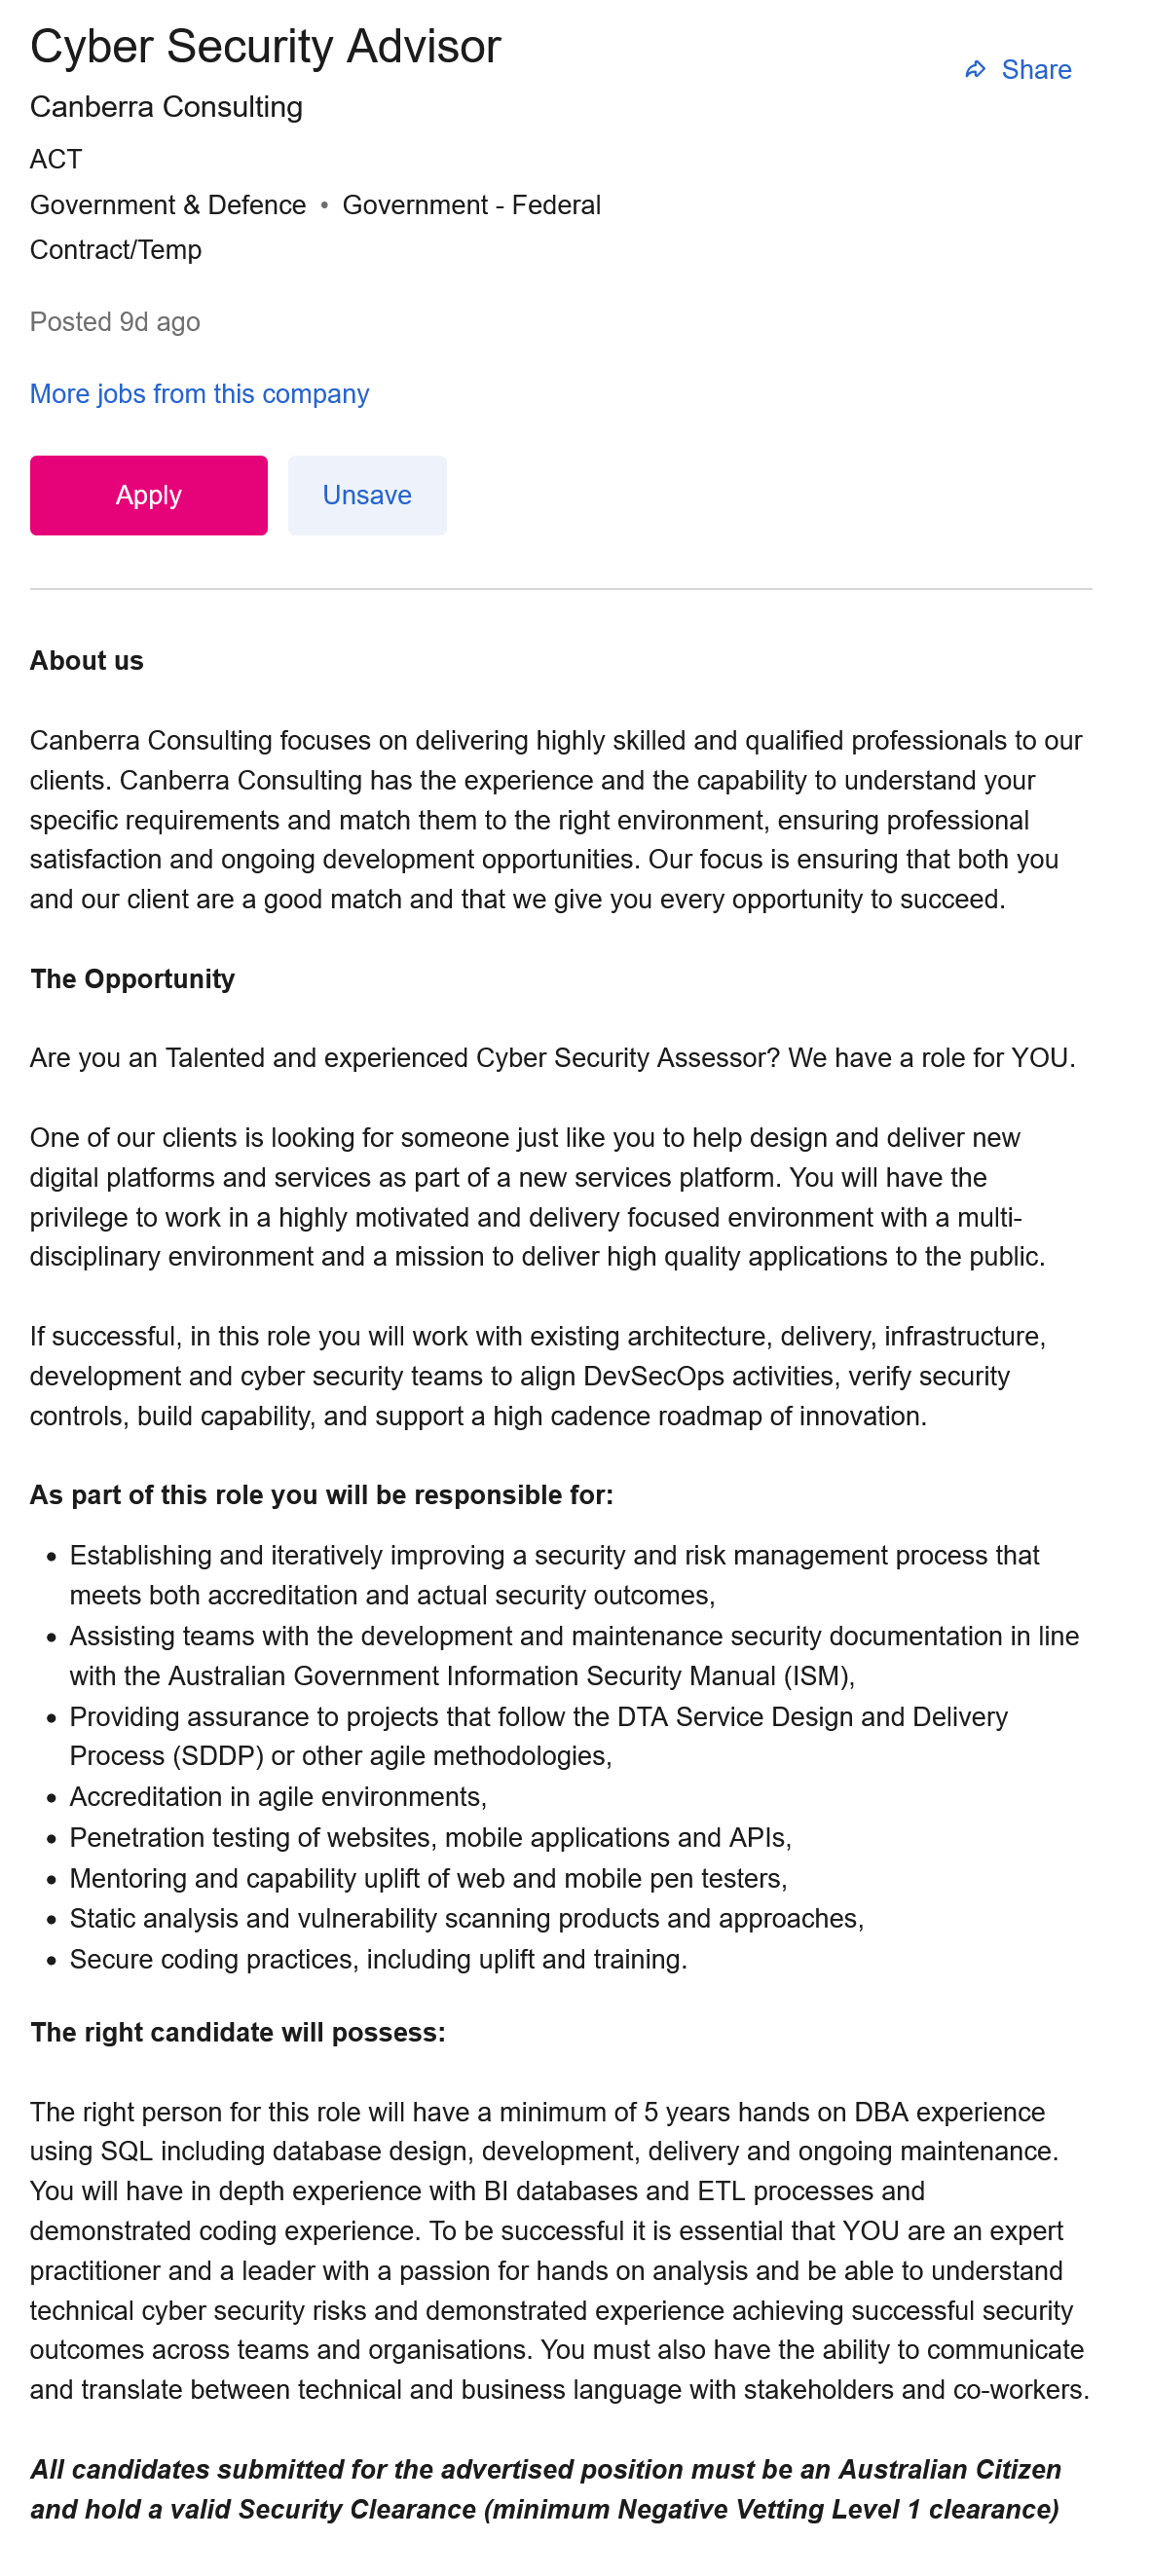 Cyber Security Advisor
Share
Canberra Consulting
ACT
Government & Defence • Government - Federal
Contract/Temp
Posted 9d ago
More jobs from this company
Apply
Unsave
About us
Canberra Consulting focuses on delivering highly skilled and qualified professionals to our
clients. Canberra Consulting has the experience and the capability to understand your
specific requirements and match them to the right environment, ensuring professional
satisfaction and ongoing development opportunities. Our focus is ensuring that both you
and our client are a good match and that we give you every opportunity to succeed.
The Opportunity
Are you an Talented and experienced Cyber Security Assessor? We have a role for YOU.
One of our clients is looking for someone just like you to help design and deliver new
digital platforms and services as part of a new services platform. You will have the
privilege to work in a highly motivated and delivery focused environment with a multi-
disciplinary environment and a mission to deliver high quality applications to the public.
If successful, in this role you will work with existing architecture, delivery, infrastructure,
development and cyber security teams to align DevSecOps activities, verify security
controls, build capability, and support a high cadence roadmap of innovation.
As part of this role you will be responsible for:
• Establishing and iteratively improving a security and risk management process that
meets both accreditation and actual security outcomes,
• Assisting teams with the development and maintenance security documentation in line
with the Australian Government Information Security Manual (ISM),
• Providing assurance to projects that follow the DTA Service Design and Delivery
Process (SDDP) or other agile methodologies,
• Accreditation in agile environments,
• Penetration testing of websites, mobile applications and APIs,
• Mentoring and capability uplift of web and mobile pen testers,
• Static analysis and vulnerability scanning products and approaches,
• Secure coding practices, including uplift and training.
The right candidate will possess:
The right person for this role will have a minimum of 5 years hands on DBA experience
using SQL including database design, development, delivery and ongoing maintenance.
You will have in depth experience with BI databases and ETL processes and
demonstrated coding experience. To be successful it is essential that YOU are an expert
practitioner and a leader with a passion for hands on analysis and be able to understand
technical cyber security risks and demonstrated experience achieving successful security
outcomes across teams and organisations. You must also have the ability to communicate
and translate between technical and business language with stakeholders and co-workers.
All candidates submitted for the advertised position must be an Australian Citizen
and hold a valid Security Clearance (minimum Negative Vetting Level 1 clearance)